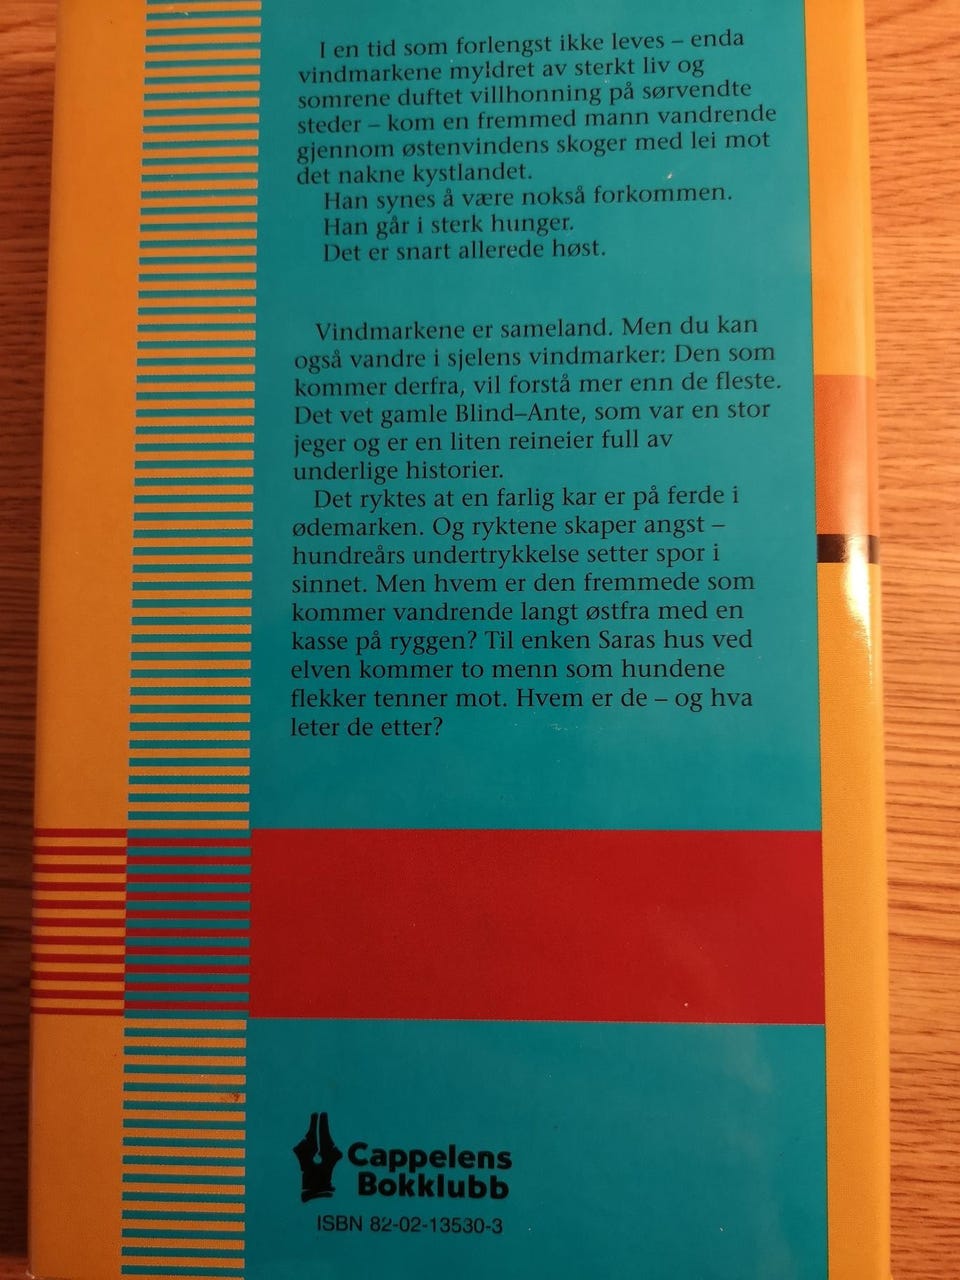 I en tid som forlengst ikke leves – enda
vindmarkene myldret av sterkt liv og
somrene duftet villhonning på sørvendte
steder – kom en fremmed mann vandrende
gjennom østenvindens skoger med lei mot
det nakne kystlandet.
Han synes å være nokså forkommen.
Han går i sterk hunger.
Det er snart allerede høst.
Vindmarkene er sameland. Men du kan
også vandre i sjelens vindmarker: Den som
kommer derfra, vil forstå mer enn de fleste.
Det vet gamle Blind–Ante, som var en stor
jeger og er en liten reineier full av
underlige historier.
Det ryktes at en farlig kar er på ferde i
ødemarken. Og ryktene skaper angst –
hundreårs undertrykkelse setter spor i
sinnet. Men hvem er den fremmede som
kommer vandrende langt østfra med en
kasse på ryggen? Til enken Saras hus ved
elven kommer to menn som hundene
flekker tenner mot. Hvem er de – og hva
leter de etter?
Cappelens
Bokklubb
ISBN 82-02-13530-3